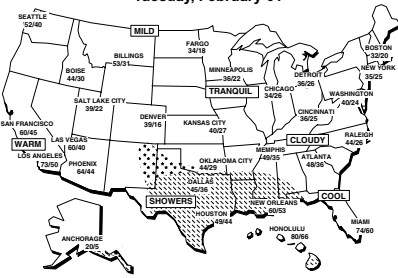 SEATTLE
52/40
MILD
FARGO
34/18
BILLINGS
53/31
BOSTON
32/20
MINNEAPOLIS
36/22
DETROIT
36/26
NEW YORK
35/25
BOISE
44/30
TRANQUIL
CHICAGO
34/26
WASHINGTON
40/24
SALT LAKE CITY
39/22
CINCINNATI
36/25
DENVER
39/16
KANSAS CITY
40/27
SAN FRANCISCO
60/45
WARM
LAS VEGAS
60/40
LOS ANGELES
73/50
PHOENIX
64/44
CLOUDY
RALEIGH
44/26
MEMPHIS
49/35
ATLANTA
48/36
OKLAHOMA CITY
44/29
DALLAS
45/36
SHOWERS
NEW ORLEANS
60/53
COOL
HOUSTON
49/44
MIAMI
74/60
ANCHORAGE
20/5
HONOLULU
80/66